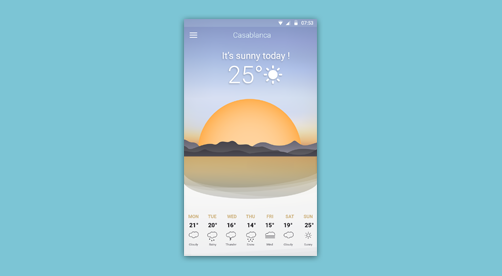 07:53
Casablanca
It's sunny today !
25°
MON TUE WED THU FRI SAT SUN
21° 20° 16° 14° 15° 19° 25°
Cloudy Rainy Thunder Snow Wind Cloudy Sunny